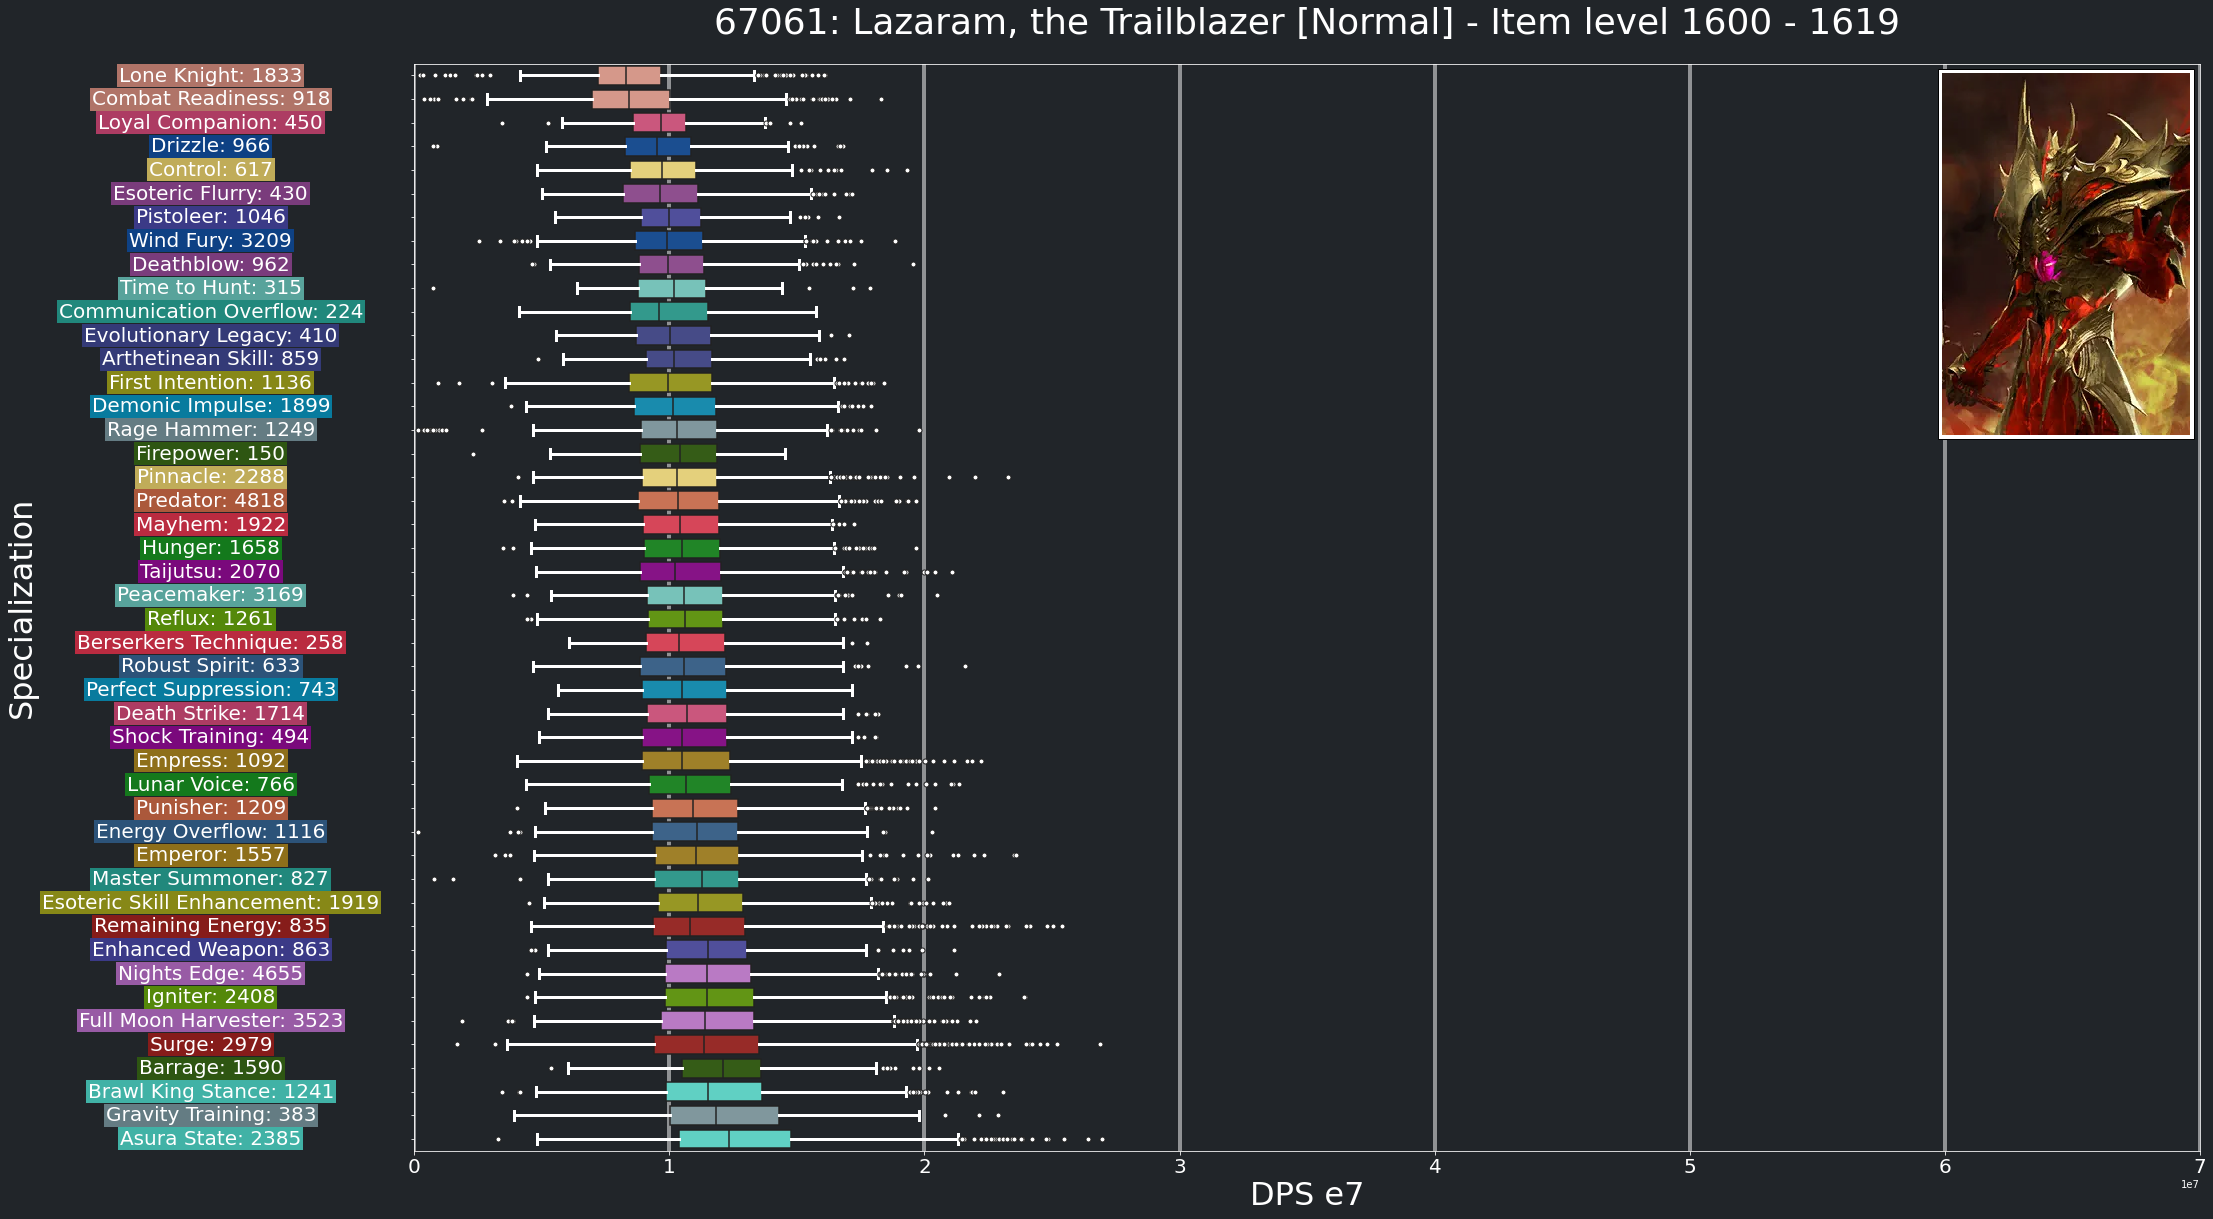 67061: Lazaram, the Trailblazer [Normal] - Item level 1600 - 1619
Specialization
Lone Knight: 1833
Combat Readiness: 918
Loyal Companion: 450
Drizzle: 966
Control: 617
Esoteric Flurry: 430
Pistoleer: 1046
Wind Fury: 3209
Deathblow: 962
Time to Hunt: 315
Communication Overflow: 224
Evolutionary Legacy: 410
Arthetinean Skill: 859
First Intention: 1136
Demonic Impulse: 1899
Rage Hammer: 1249
Firepower: 150
Pinnacle: 2288
Predator: 4818
Mayhem: 1922
Hunger: 1658
Taijutsu: 2070
Peacemaker: 3169
Reflux: 1261
Berserkers Technique: 258
Robust Spirit: 633
Perfect Suppression: 743
Death Strike: 1714
Shock Training: 494
Empress: 1092
Lunar Voice: 766
Punisher: 1209
Energy Overflow: 1116
Emperor: 1557
Master Summoner: 827
Esoteric Skill Enhancement: 1919
Remaining Energy: 835
Enhanced Weapon: 863
Nights Edge: 4655
Igniter: 2408
Full Moon Harvester: 3523
Surge: 2979
Barrage: 1590
Brawl King Stance: 1241
Gravity Training: 383
Asura State: 2385
0 1 2 3 4 5 6 7
1e7
DPS e7